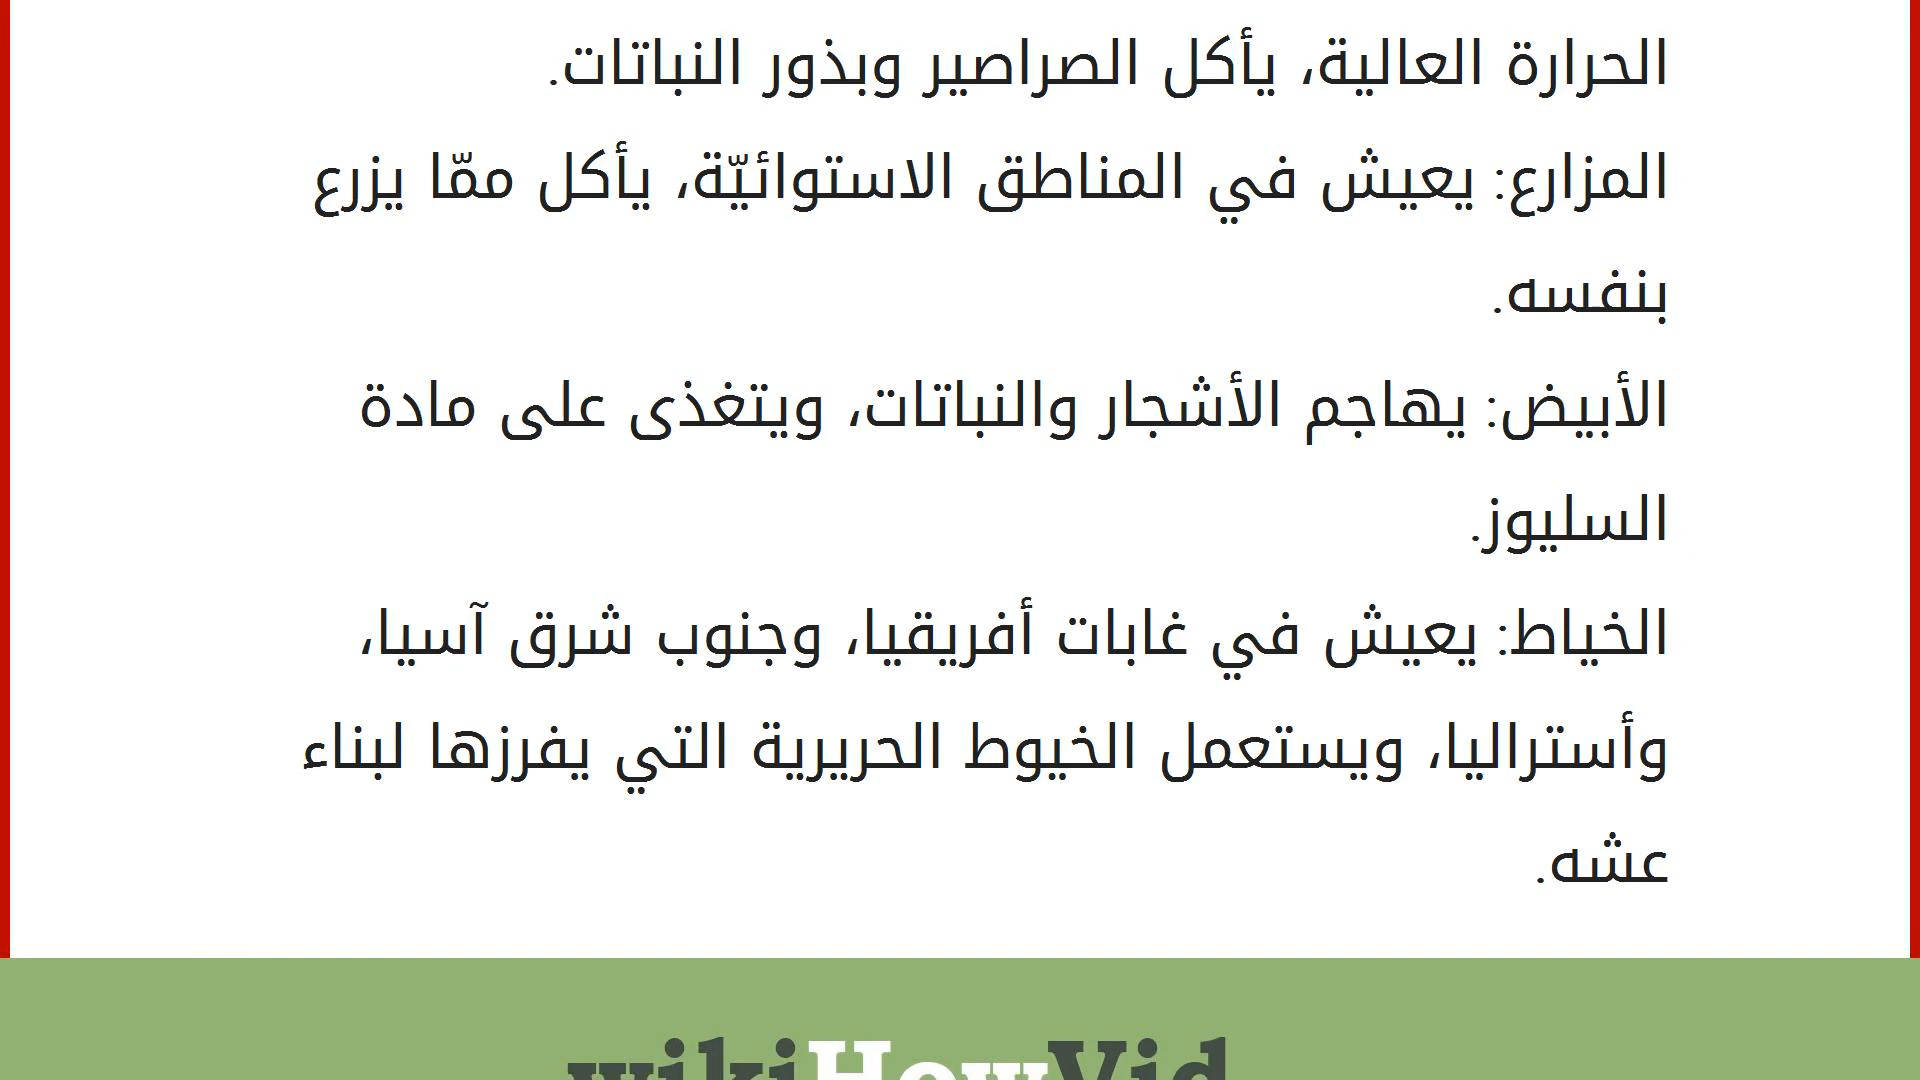 الحرارة العالية، يأكل الصراصير وبذور النباتات.
المزارع: يعيش في المناطق الاستوائيّة، يأكل ممّا يزرع
بنفسه.
الأبيض: يهاجم الأشجار والنباتات، ويتغذى على مادة
السليوز.
الخياط: يعيش في غابات أفريقيا، وجنوب شرق آسيا،
وأستراليا، ويستعمل الخيوط الحريرية التي يفرزها لبناء
عشه.
wikiHowVid